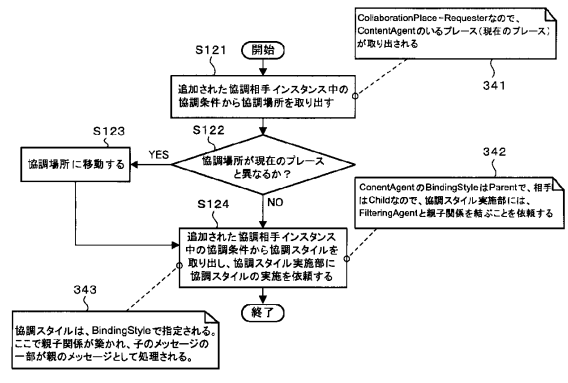 CollaborationPlace-Requesterなので、
ContentAgentのいるプレース(現在のプレース)
が取り出される
341
開始
S121
追加された協調相手インスタンス中の
協調条件から協調場所を取り出す
S122
協調場所が現在のプレース
と異なるか?
YES
S123
協調場所に移動する
NO
342
ConentAgentのBindingStyleはParentで、相手
はChildなので、協調スタイル実施部には、
FilteringAgentと親子関係を結ぶことを依頼する
S124
追加された協調相手インスタンス
中の協調条件から協調スタイルを
取り出し、協調スタイル実施部に
協調スタイルの実施を依頼する
343
協調スタイルは、BindingStyleで指定される。
ここで親子関係が築かれ、子のメッセージの
一部が親のメッセージとして処理される。
終了